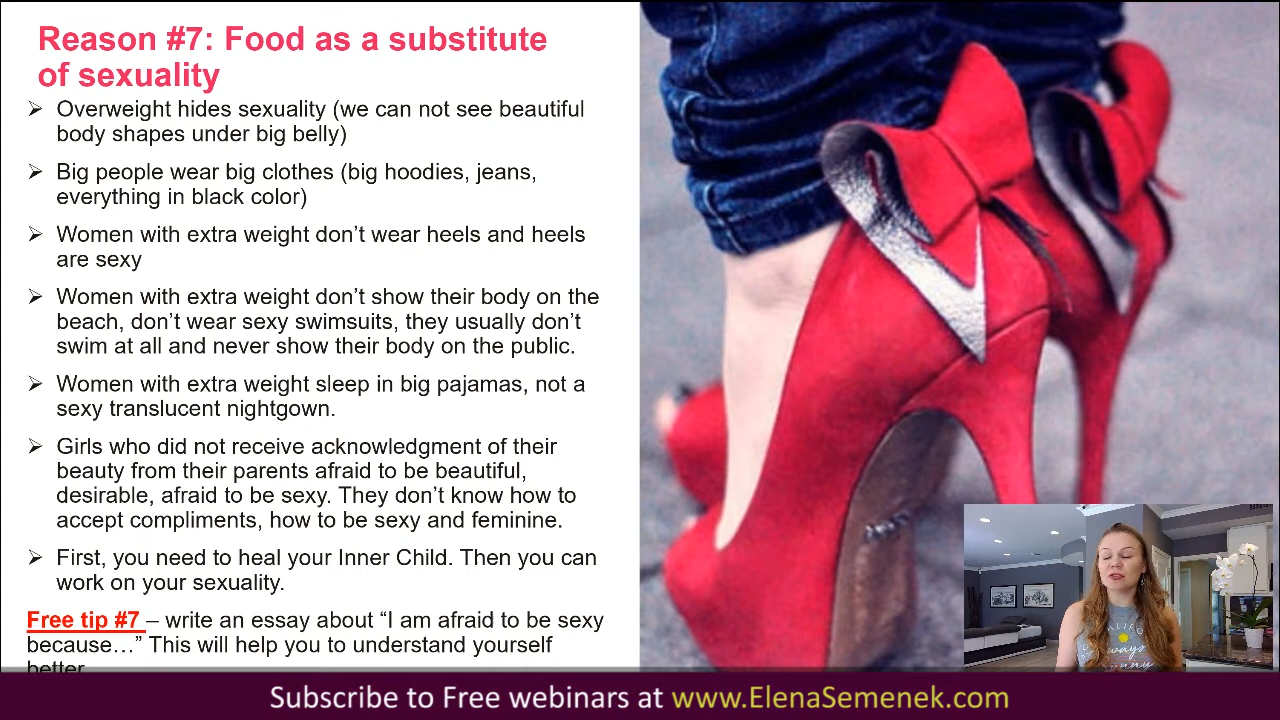 Reason #7: Food as a substitute
of sexuality
➢ Overweight hides sexuality (we can not see beautiful
body shapes under big belly)
➢ Big people wear big clothes (big hoodies, jeans,
everything in black color)
➢ Women with extra weight don’t wear heels and heels
are sexy
➢ Women with extra weight don’t show their body on the
beach, don’t wear sexy swimsuits, they usually don’t
swim at all and never show their body on the public.
➢ Women with extra weight sleep in big pajamas, not a
sexy translucent nightgown.
➢ Girls who did not receive acknowledgment of their
beauty from their parents afraid to be beautiful,
desirable, afraid to be sexy. They don’t know how to
accept compliments, how to be sexy and feminine.
➢ First, you need to heal your Inner Child. Then you can
work on your sexuality.
Free tip #7 – write an essay about “I am afraid to be sexy
because…” This will help you to understand yourself
better
Subscribe to Free webinars at www.ElenaSemenek.com